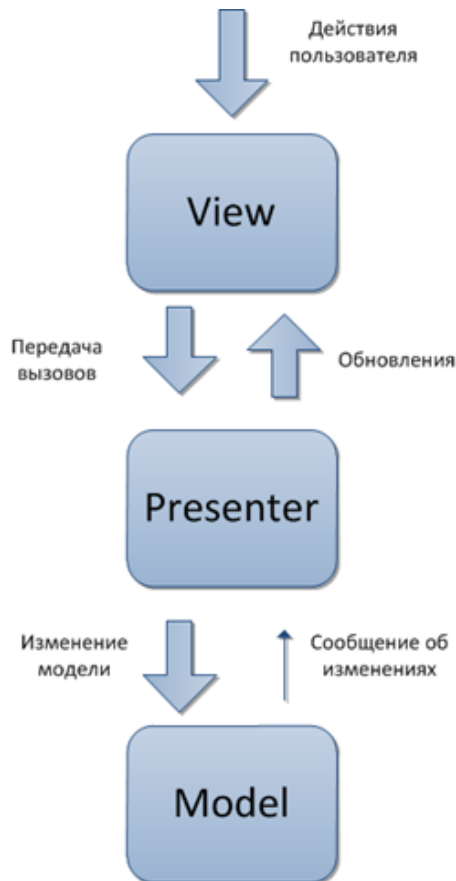 Действия
пользователя
View
Передача
вызовов
Обновления
Presenter
Изменение
модели
Сообщение об
изменениях
Model